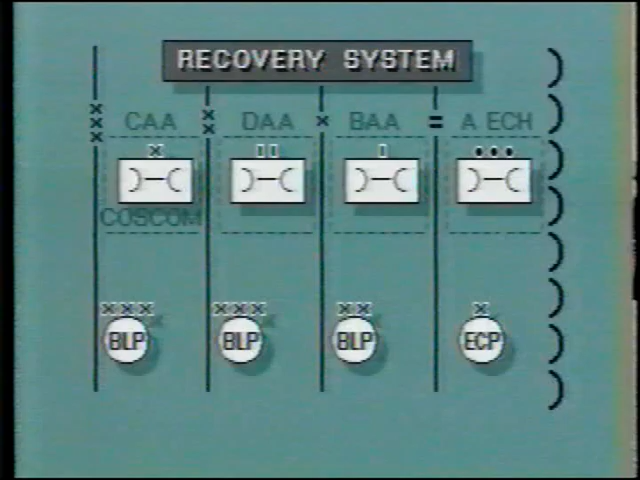 RECOVERY SYSTEM
CAA DAA BAA A ECH
COSCOM
BLP BLP BLP ECP